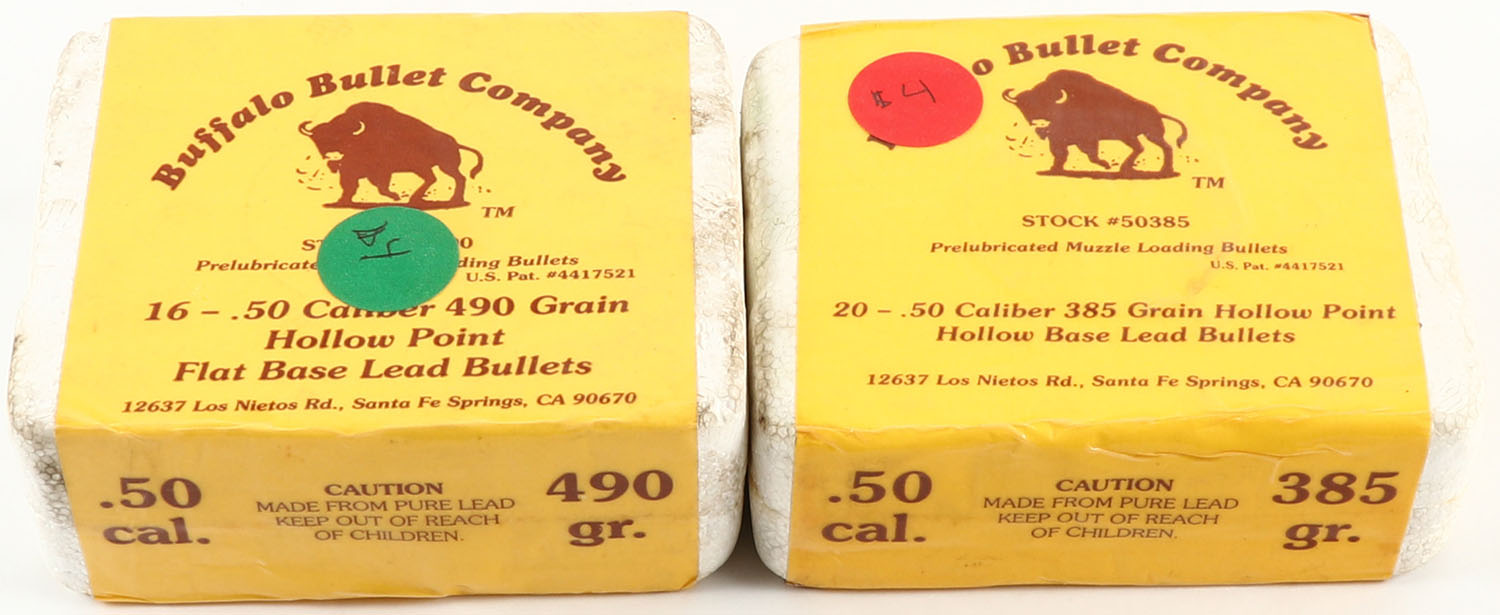 Buffalo Bullet Company
TM
$4
Bullets
U.S. Pat. #4417521
16 – .50 Caliber 490 Grain
Hollow Point
Flat Base Lead Bullets
12637 Los Nietos Rd., Santa Fe Springs, CA 90670
.50
cal.
CAUTION
MADE FROM PURE LEAD
KEEP OUT OF REACH
OF CHILDREN.
490
gr.
$4
Bullet Company
TM
STOCK #50385
Prelubricated Muzzle Loading Bullets
U.S. Pat. #4417521
20 – .50 Caliber 385 Grain Hollow Point
Hollow Base Lead Bullets
12637 Los Nietos Rd., Santa Fe Springs, CA 90670
.50
cal.
CAUTION
MADE FROM PURE LEAD
KEEP OUT OF REACH
OF CHILDREN.
385
gr.